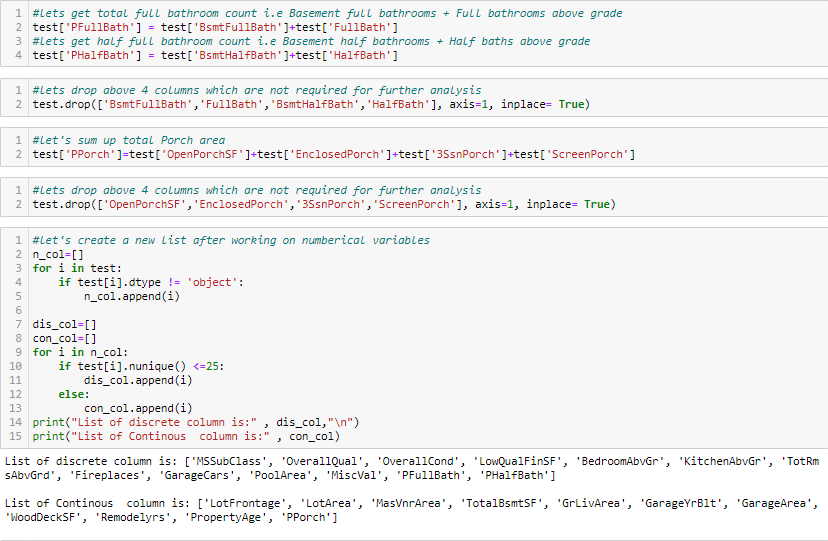 1 #lets get total full bathroom count i.e Basement full bathrooms + Full bathrooms above grade
2 test['PFullBath'] = test['BsmtFullBath']+test['FullBath']
3 #lets get half full bathroom count i.e Basement half bathrooms + Half baths above grade
4 test['PHalfBath'] = test['BsmtHalfBath']+test['HalfBath']
1 #lets drop above 4 columns which are not required for further analysis
2 test.drop(['BsmtFullBath','FullBath','BsmtHalfBath','HalfBath'], axis=1, inplace= True)
1 #let's sum up total Porch area
2 test['PPorch']=test['OpenPorchSF']+test['EnclosedPorch']+test['3SsnPorch']+test['ScreenPorch']
1 #lets drop above 4 columns which are not required for further analysis
2 test.drop(['OpenPorchSF','EnclosedPorch','3SsnPorch','ScreenPorch'], axis=1, inplace= True)
1 #let's create a new list after working on numberical variables
2 n_col=[]
3 for i in test:
4     if test[i].dtype != 'object':
5         n_col.append(i)
6
7 dis_col=[]
8 con_col=[]
9 for i in n_col:
10     if test[i].nunique() <=25:
11         dis_col.append(i)
12     else:
13         con_col.append(i)
14 print("List of discrete column is:" , dis_col,"\n")
15 print("List of Continous  column is:" , con_col)
List of discrete column is: ['MSSubClass', 'OverallQual', 'OverallCond', 'LowQualFinSF', 'BedroomAbvGr', 'KitchenAbvGr', 'TotRm
sAbvGrd', 'Fireplaces', 'GarageCars', 'PoolArea', 'MiscVal', 'PFullBath', 'PHalfBath']
List of Continous  column is: ['LotFrontage', 'LotArea', 'MasVnrArea', 'TotalBsmtSF', 'GrLivArea', 'GarageYrBlt', 'GarageArea',
'WoodDeckSF', 'Remodelyrs', 'PropertyAge', 'PPorch']